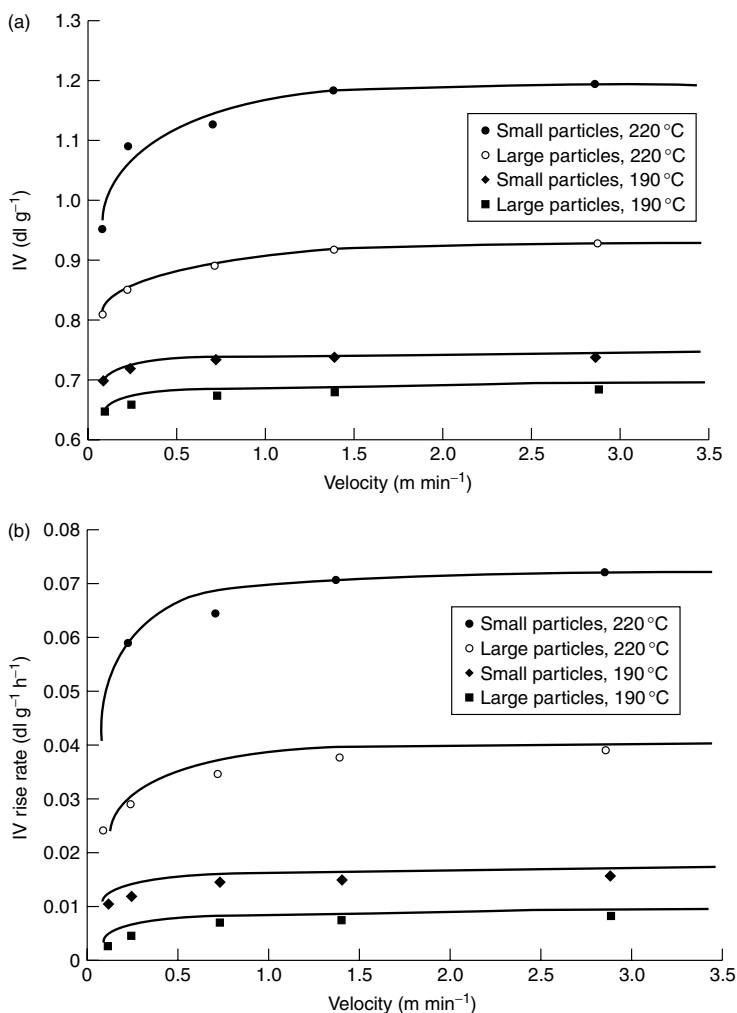 (a)
1.3
1.2
1.1
1.0
0.9
0.8
0.7
0.6
IV (dl g⁻¹)
● Small particles, 220 °C
○ Large particles, 220 °C
◆ Small particles, 190 °C
■ Large particles, 190 °C
0 0.5 1.0 1.5 2.0 2.5 3.0 3.5
Velocity (m min⁻¹)
(b)
0.08
0.07
0.06
0.05
0.04
0.03
0.02
0.01
0
IV rise rate (dl g⁻¹ h⁻¹)
● Small particles, 220 °C
○ Large particles, 220 °C
◆ Small particles, 190 °C
■ Large particles, 190 °C
0 0.5 1.0 1.5 2.0 2.5 3.0 3.5
Velocity (m min⁻¹)